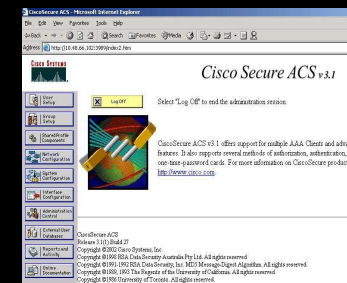 CiscoSecure ACS - Microsoft Internet Explorer
File Edit View Favorites Tools Help
Back Search Favorites Media
Address http://10.48.66.102:3989/index2.htm
CISCO SYSTEMS
Cisco Secure ACS v3.1
User Setup
Group Setup
Shared Profile Components
Network Configuration
System Configuration
Interface Configuration
Administration Control
External User Databases
Reports and Activity
Online Documentation
X Log Off
Select "Log Off" to end the administration session.
CiscoSecure ACS v3.1 offers support for multiple AAA Clients and adva
features. It also supports several methods of authorization, authentication,
one-time-password cards. For more information on CiscoSecure product
http://www.cisco.com.
CiscoSecure ACS
Release 3.1(1) Build 27
Copyright ©2002 Cisco Systems, Inc.
Copyright ©1998 RSA Data Security Australia Pty Ltd. All rights reserved.
Copyright ©1991-1992 RSA Data Security, Inc. MD5 Message-Digest Algorithm. All rights reserved.
Copyright ©1989, 1993 The Regents of the University of California. All rights reserved.
Copyright ©1986 University of Toronto. All rights reserved.